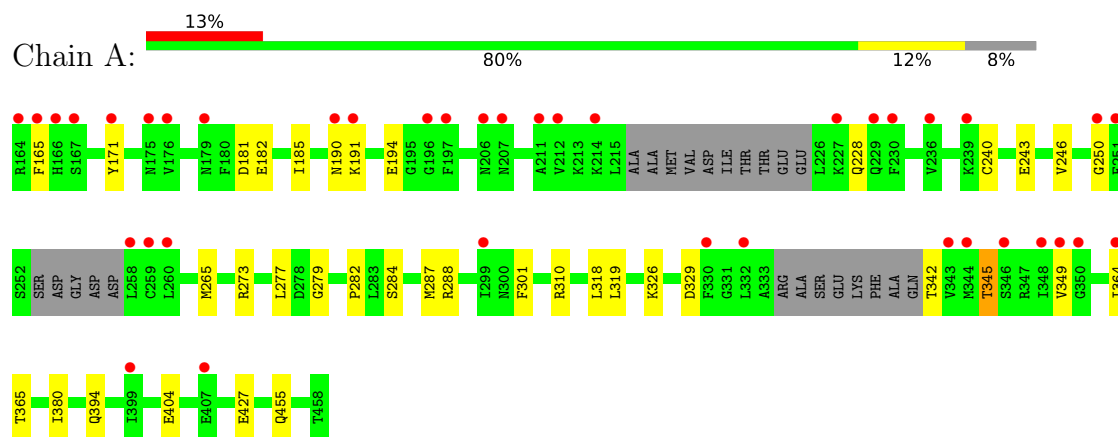 13%
Chain A:
80% 12% 8%
R164 F165 H166 S167 Y171 N175 V176 N179 F180 D181 E182 I185 N190 K191 E194 G195 G196 F197 N206 N207 A211 V212 K213 K214 L215 ALA ALA MET VAL ASP ILE THR THR GLU GLU L226 K227 Q228 Q229 F230 V236 K239 C240 E243 V246 G250 E251
S252 SER ASP GLY ASP ASP L258 C259 L260 M265 R273 L277 D278 G279 P282 L283 S284 M287 R288 I299 N300 F301 R310 L318 L319 K326 D329 F330 G331 L332 A333 ARG ALA SER GLU LYS PHE ALA GLN T342 V343 M344 T345 S346 R347 I348 V349 G350 I364
T365 I380 Q394 I399 E404 E407 E427 Q455 T458